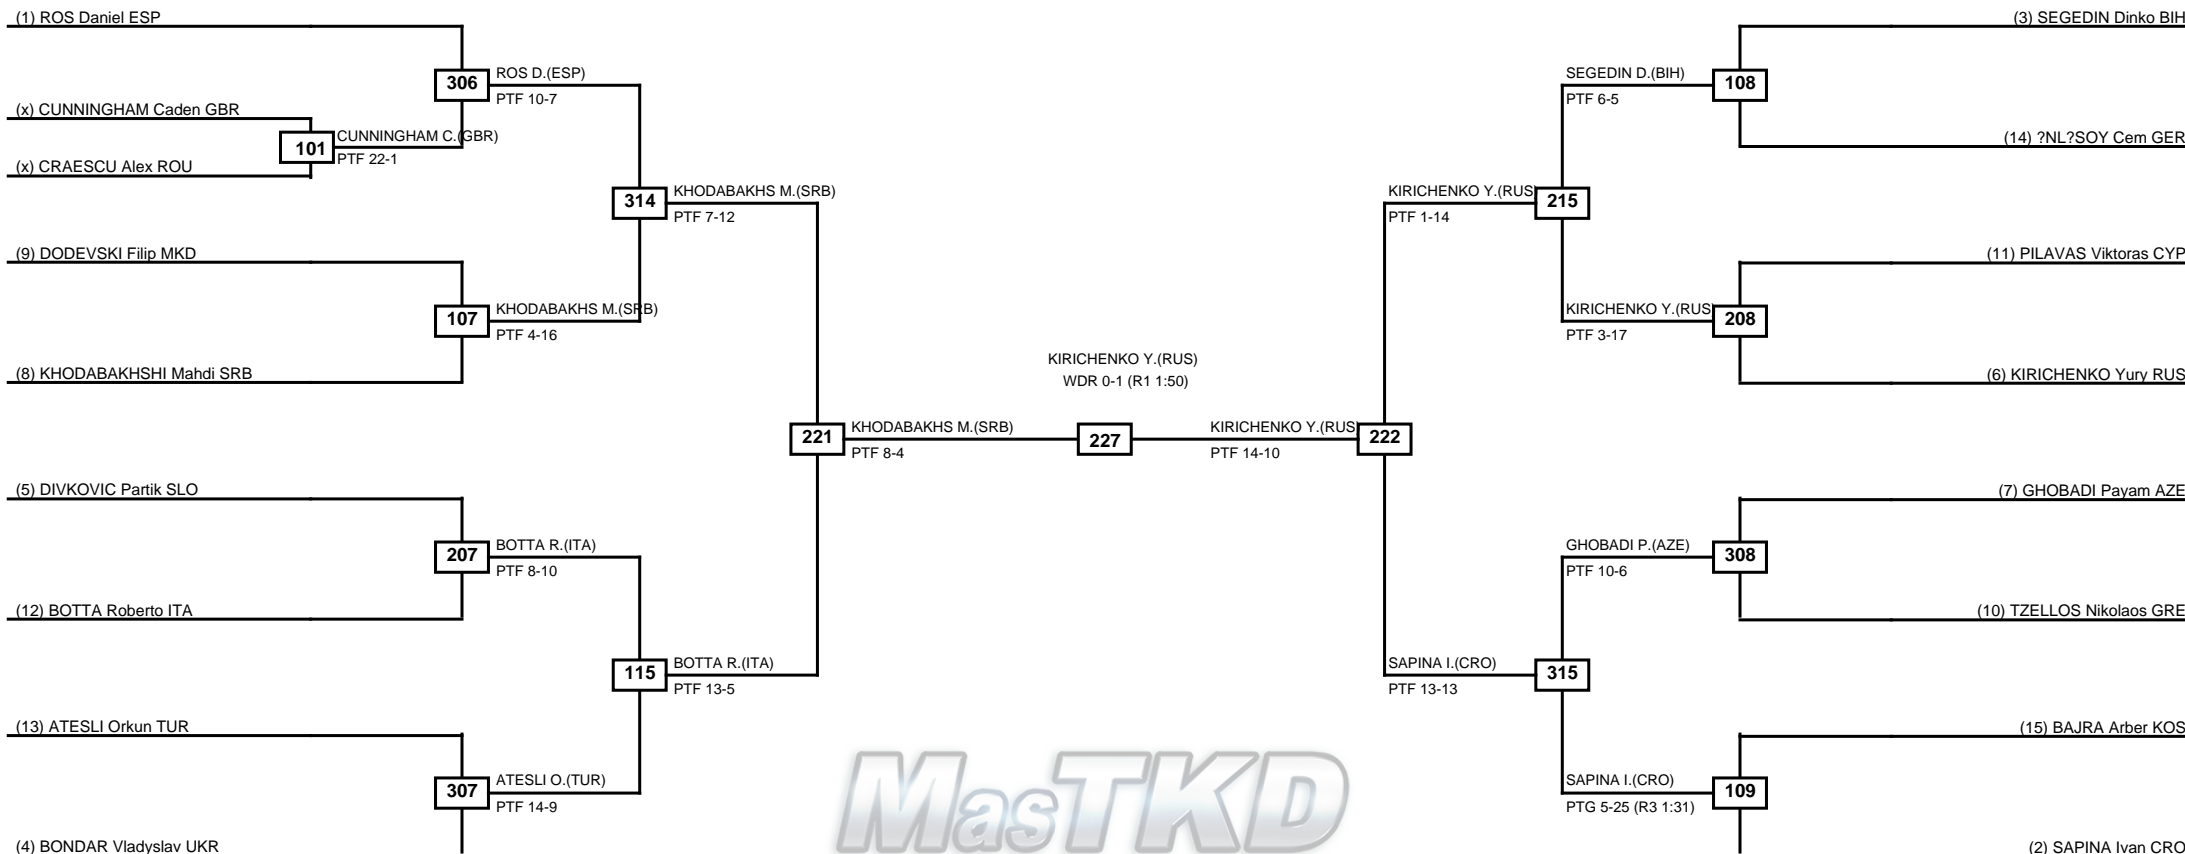 (1) ROS Daniel ESP
306
ROS D.(ESP)
PTF 10-7
(x) CUNNINGHAM Caden GBR
101
CUNNINGHAM C.(GBR)
PTF 22-1
(x) CRAESCU Alex ROU
314
KHODABAKHS M.(SRB)
PTF 7-12
(9) DODEVSKI Filip MKD
107
KHODABAKHS M.(SRB)
PTF 4-16
(8) KHODABAKHSHI Mahdi SRB
221
KHODABAKHS M.(SRB)
PTF 8-4
(5) DIVKOVIC Partik SLO
207
BOTTA R.(ITA)
PTF 8-10
(12) BOTTA Roberto ITA
115
BOTTA R.(ITA)
PTF 13-5
(13) ATESLI Orkun TUR
307
ATESLI O.(TUR)
PTF 14-9
(4) BONDAR Vladyslav UKR
KIRICHENKO Y.(RUS)
WDR 0-1 (R1 1:50)
227
(3) SEGEDIN Dinko BIH
SEGEDIN D.(BIH)
108
PTF 6-5
(14) ?NL?SOY Cem GER
KIRICHENKO Y.(RUS
215
PTF 1-14
(11) PILAVAS Viktoras CYP
KIRICHENKO Y.(RUS
208
PTF 3-17
(6) KIRICHENKO Yury RUS
KIRICHENKO Y.(RUS
222
PTF 14-10
(7) GHOBADI Payam AZE
GHOBADI P.(AZE)
308
PTF 10-6
(10) TZELLOS Nikolaos GRE
SAPINA I.(CRO)
315
PTF 13-13
(15) BAJRA Arber KOS
SAPINA I.(CRO)
109
PTG 5-25 (R3 1:31)
(2) SAPINA Ivan CRO
MasTKD